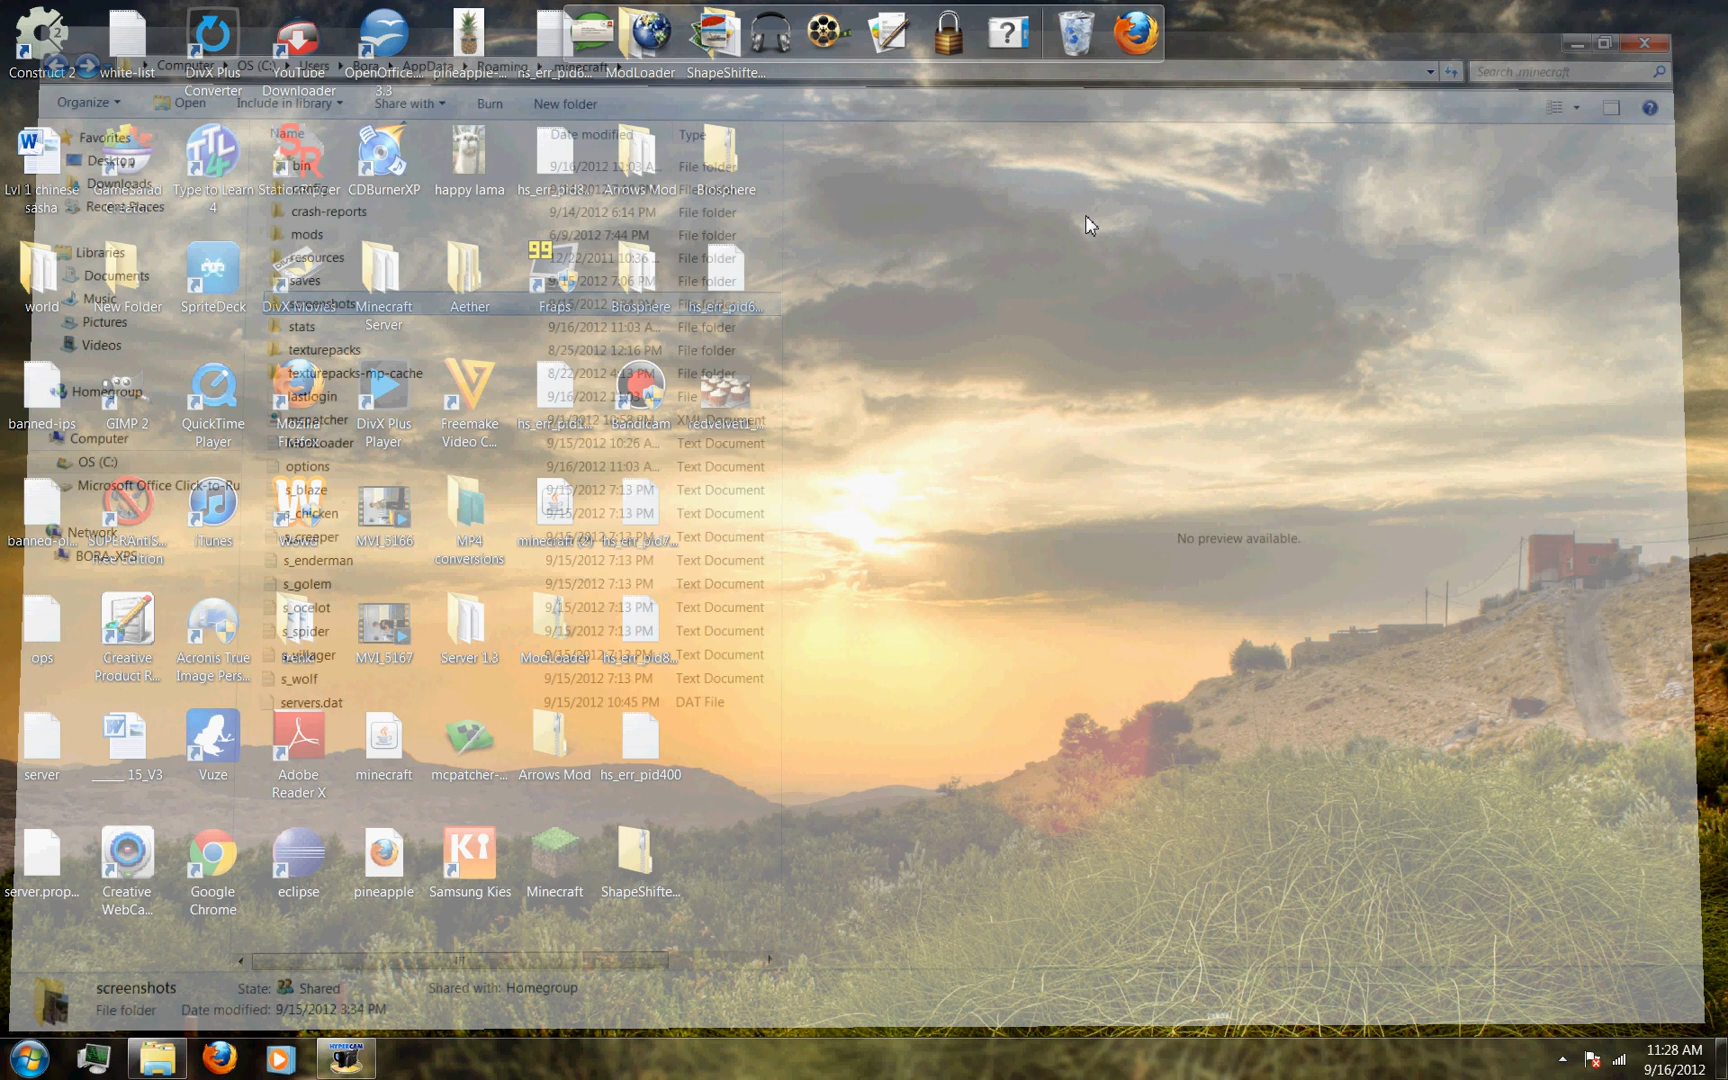 Construct 2
white-list
DivX Plus Converter
YouTube Downloader
OpenOffice.... 3.3
pineapple-...
hs_err_pid6...
ModLoader
ShapeShifte...
Computer OS (C:) Users Bora AppData Roaming .minecraft
Search .minecraft
Organize Open Include in library Share with Burn New folder
Name Date modified Type
Favorites
Desktop
Downloads
Recent Places
Libraries
Documents
Music
Pictures
Videos
Homegroup
Computer
OS (C:)
Microsoft Office Click-to-Ru
Network
BORA-XPS
bin 9/16/2012 11:03 A... File folder
crash-reports 9/14/2012 6:14 PM File folder
mods 6/9/2012 7:44 PM File folder
resources 12/22/2011 10:36 ... File folder
saves 9/15/2012 7:06 PM File folder
screenshots 9/15/2012 3:34 PM File folder
stats 9/16/2012 11:03 A... File folder
texturepacks 8/25/2012 12:16 PM File folder
texturepacks-mp-cache 8/22/2012 4:13 PM File folder
lastlogin 9/16/2012 11:03 A... File
mcpatcher XML Document
9/15/2012 10:26 A... Text Document
options 9/16/2012 11:03 A... Text Document
s_blaze 9/15/2012 7:13 PM Text Document
s_chicken 9/15/2012 7:13 PM Text Document
s_creeper 9/15/2012 7:13 PM Text Document
s_enderman 9/15/2012 7:13 PM Text Document
s_golem 9/15/2012 7:13 PM Text Document
s_ocelot 9/15/2012 7:13 PM Text Document
s_spider 9/15/2012 7:13 PM Text Document
s_villager 9/15/2012 7:13 PM Text Document
s_wolf 9/15/2012 7:13 PM Text Document
servers.dat 9/15/2012 10:45 PM DAT File
Lvl 1 chinese sasha
GameSalad Creator
Type to Learn 4
StationRipper
CDBurnerXP
happy lama
hs_err_pid8...
Arrows Mod
Biosphere
world
New Folder
SpriteDeck
DivX Movies
Minecraft Server
Aether
99
Fraps
Biosphere
hs_err_pid6...
banned-ips
GIMP 2
QuickTime Player
Mozilla Firefox
DivX Plus Player
Freemake Video C...
hs_err_pid1...
Bandicam
redvelvet1_...
banned-pl...
SUPERAntiS... Free Edition
iTunes
MVI_5166
MP4 conversions
minecraft (2)
hs_err_pid7...
ops
Creative Product R...
Acronis True Image Pers...
MVI_5167
Server 1.3
ModLoader
hs_err_pid8...
server
_____ 15_V3
Vuze
Adobe Reader X
minecraft
mcpatcher-...
Arrows Mod
hs_err_pid400
server.prop...
Creative WebCa...
Google Chrome
eclipse
pineapple
Samsung Kies
Minecraft
ShapeShifte...
No preview available.
screenshots State: Shared Shared with: Homegroup
File folder Date modified: 9/15/2012 3:34 PM
HYPERCAM
11:28 AM
9/16/2012